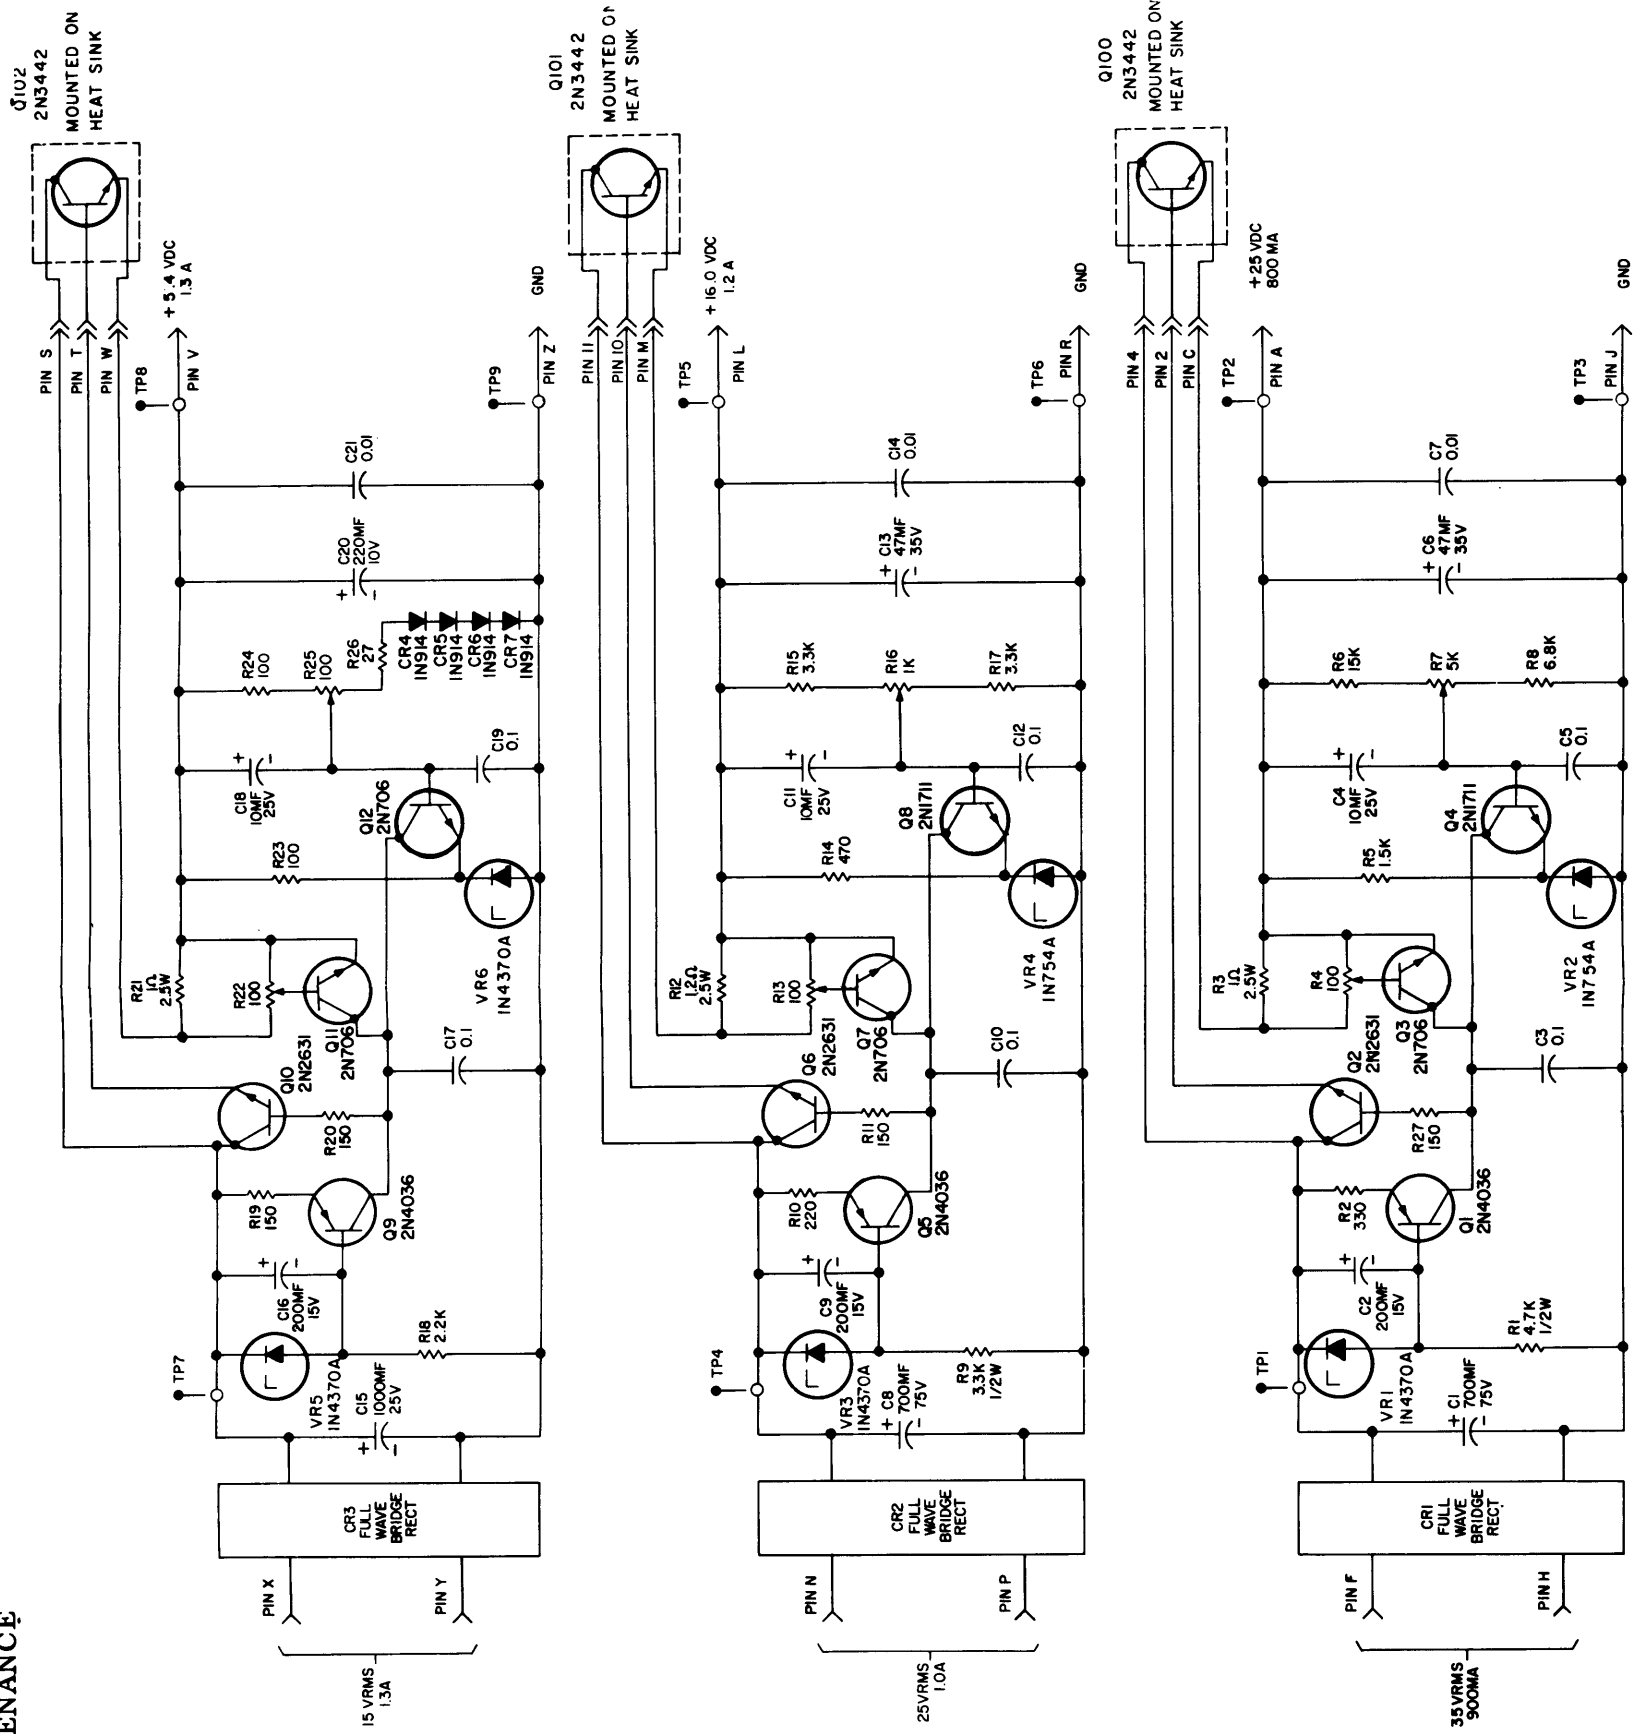 ENANCE
Q102
2N3442
MOUNTED ON
HEAT SINK
PIN S
PIN T
PIN W
TP8
PIN V
+5.4 VDC
1.3 A
TP7
R21
1Ω
2.5W
R22
100
Q11
2N706
Q10
2N2631
R20
150
R19
150
Q9
2N4036
C16
200MF
15V
+
-
VR5
1N4370A
R18
2.2K
C15
1000MF
25V
+
-
CR3
FULL
WAVE
BRIDGE
RECT
PIN X
PIN Y
15 VRMS
1.3A
C17
0.1
R23
100
VR6
1N4370A
Q12
2N706
C18
10MF
25V
+
-
C19
0.1
R24
100
R25
100
R26
27
CR4
1N914
CR5
1N914
CR6
1N914
CR7
1N914
C20
220MF
10V
+
-
C21
0.01
TP9
PIN Z
GND
Q101
2N3442
MOUNTED ON
HEAT SINK
PIN 11
PIN 10
PIN M
TP5
PIN L
+16.0 VDC
1.2 A
TP4
R12
1.2Ω
2.5W
R13
100
Q7
2N706
Q6
2N2631
R11
150
R10
220
Q5
2N4036
C9
200MF
15V
+
-
VR3
1N4370A
R9
3.3K
1/2W
C8
700MF
75V
+
-
CR2
FULL
WAVE
BRIDGE
RECT
PIN N
PIN P
25VRMS
1.0A
C10
0.1
R14
470
VR4
1N754A
Q8
2N1711
C11
10MF
25V
+
-
C12
0.1
R15
3.3K
R16
1K
R17
3.3K
C13
47MF
35V
+
-
C14
0.01
TP6
PIN R
GND
Q100
2N3442
MOUNTED ON
HEAT SINK
PIN 4
PIN 2
PIN C
TP2
PIN A
+25 VDC
800 MA
TP1
R3
1Ω
2.5W
R4
100
Q3
2N706
Q2
2N2631
R27
150
R2
330
Q1
2N4036
C2
200MF
15V
+
-
VR1
1N4370A
R1
4.7K
1/2W
C1
700MF
75V
+
-
CR1
FULL
WAVE
BRIDGE
RECT
PIN F
PIN H
35VRMS
900MA
C3
0.1
R5
1.5K
VR2
1N754A
Q4
2N1711
C4
10MF
25V
+
-
C5
0.1
R6
15K
R7
5K
R8
6.8K
C6
47MF
35V
+
-
C7
0.01
TP3
PIN J
GND